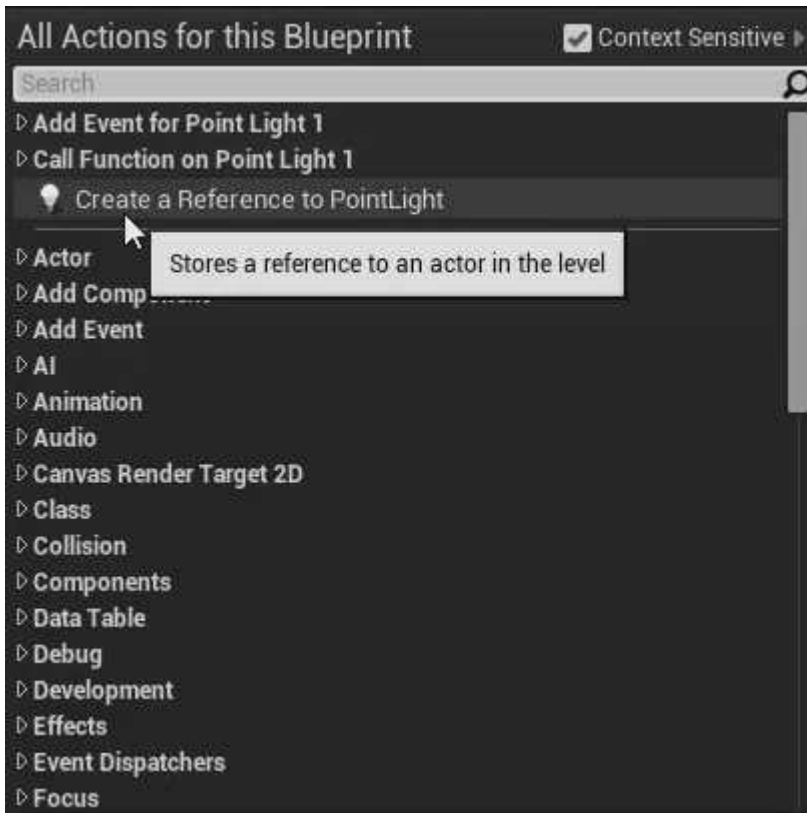 All Actions for this Blueprint Context Sensitive
Search
Add Event for Point Light 1
Call Function on Point Light 1
Create a Reference to PointLight
Actor
Stores a reference to an actor in the level
Add Comp
Add Event
AI
Animation
Audio
Canvas Render Target 2D
Class
Collision
Components
Data Table
Debug
Development
Effects
Event Dispatchers
Focus